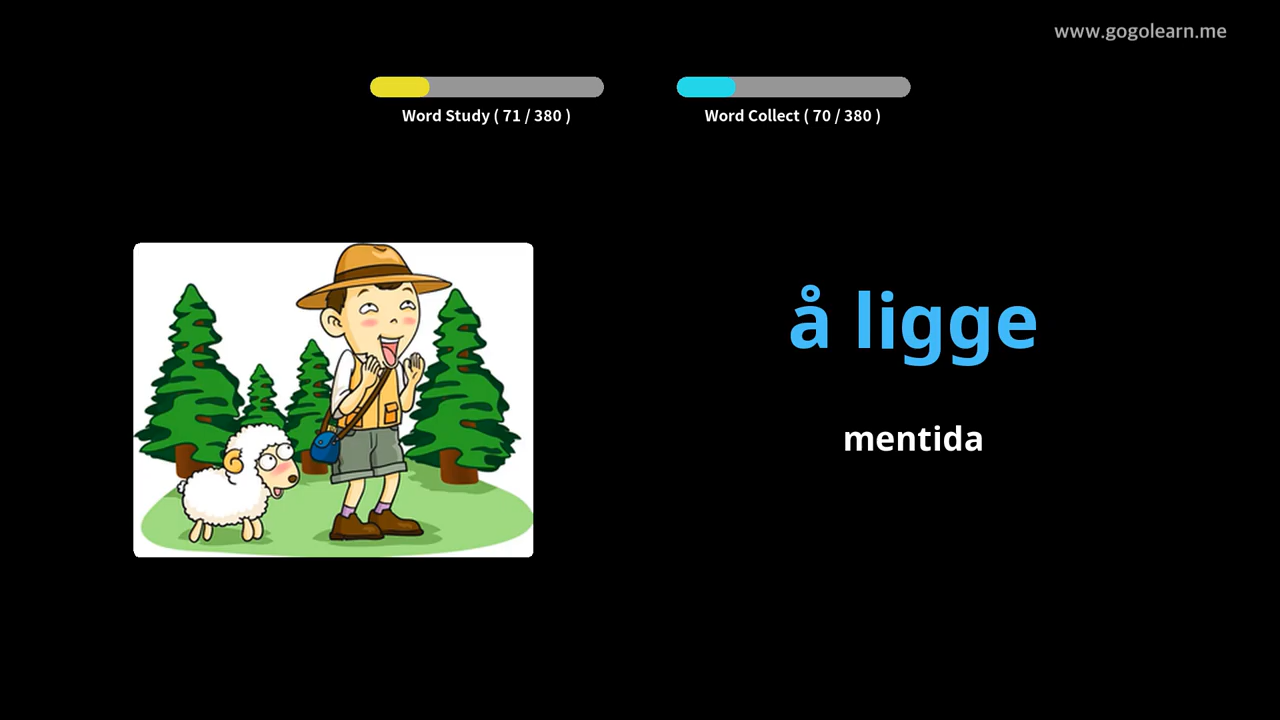 www.gogolearn.me
Word Study ( 71 / 380 )
Word Collect ( 70 / 380 )
å ligge
mentida